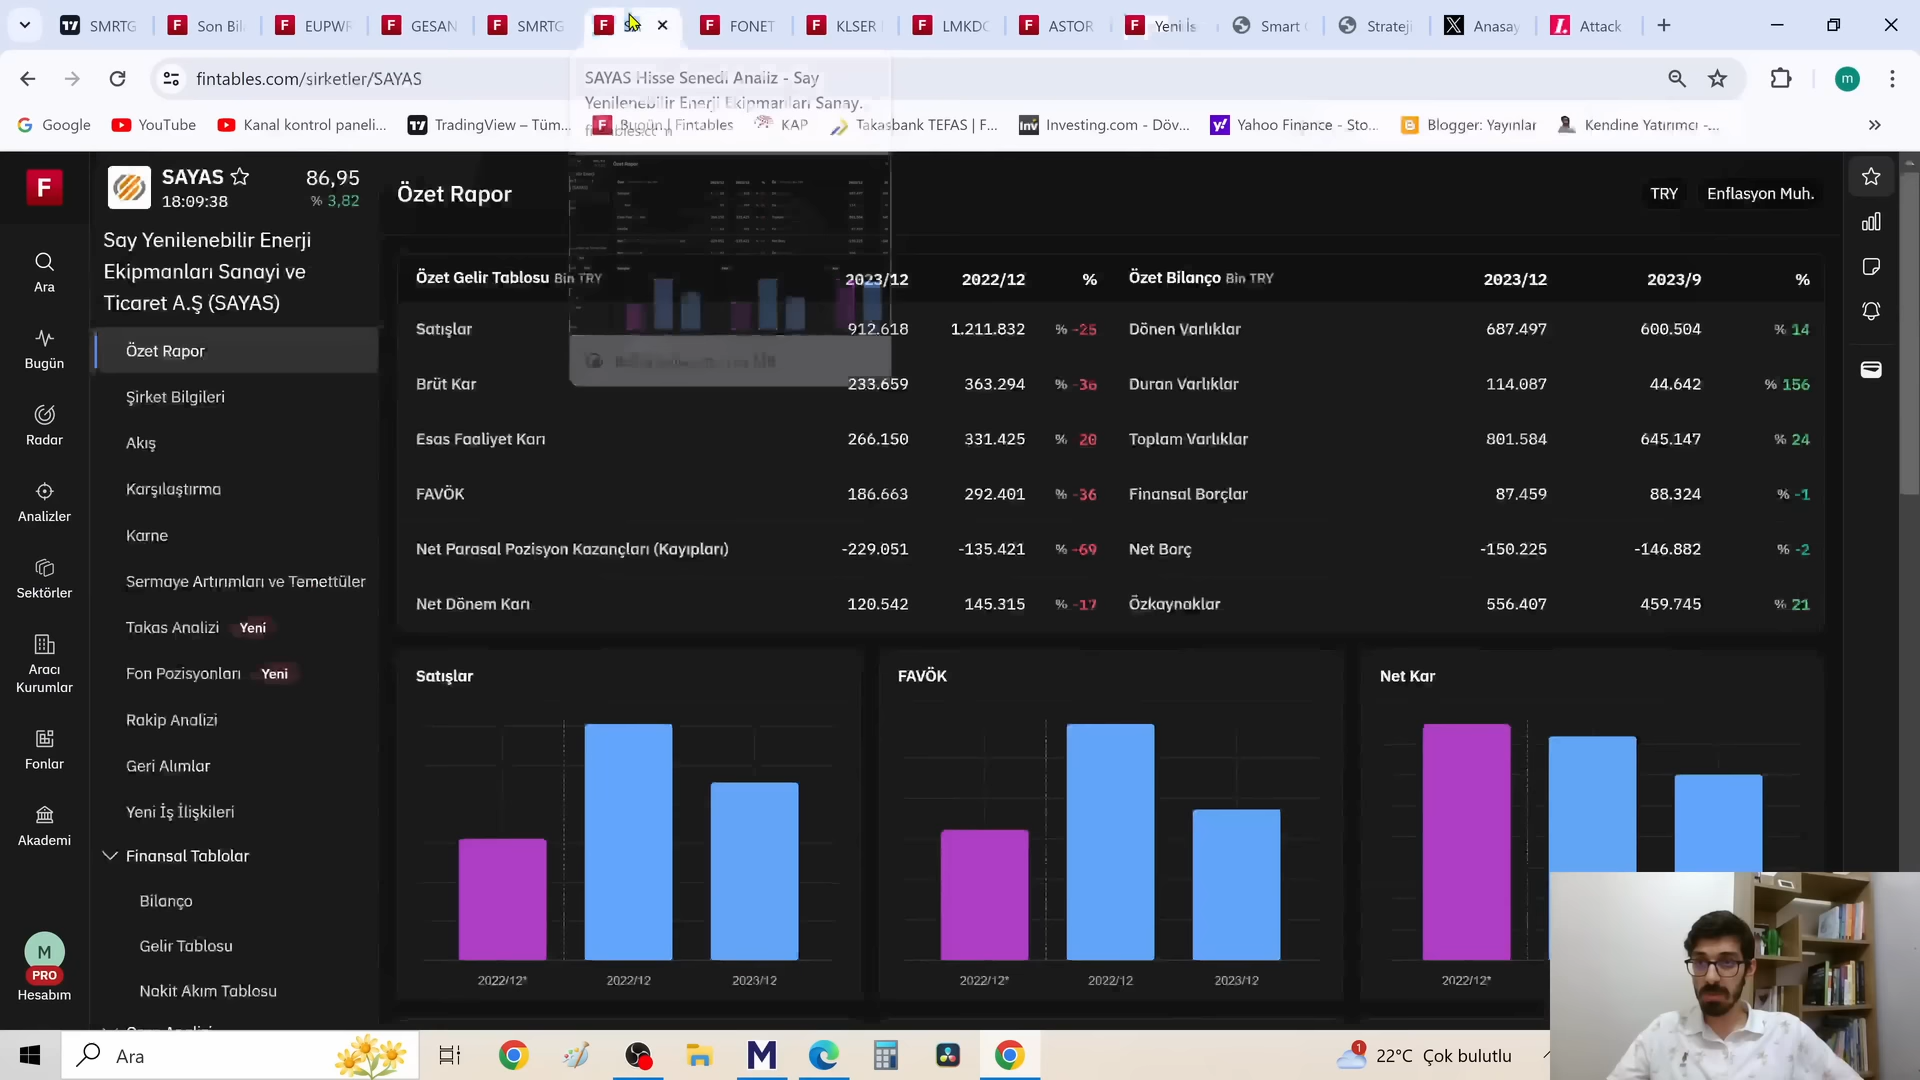 SMRTG
Son Bil
EUPWR
GESAN
SMRTG
FONET
KLSER
LMKDC
ASTOR
Yeni İs
Smart
Strateji
Anasay
Attack
fintables.com/sirketler/SAYAS
SAYAS Hisse Senedi Analiz - Say
Yenilenebilir Enerji Ekipmanları Sanay.
m
Google
YouTube
Kanal kontrol paneli...
TradingView – Tüm...
Bugün | Fintables
KAP
Takasbank TEFAS | F...
Investing.com - Döv...
Yahoo Finance - Sto...
Blogger: Yayınlar
Kendine Yatırımcı -...
F
Ara
Bugün
Radar
Analizler
Sektörler
Aracı
Kurumlar
Fonlar
Akademi
M
PRO
Hesabım
SAYAS
86,95
18:09:38
% 3,82
Say Yenilenebilir Enerji
Ekipmanları Sanayi ve
Ticaret A.Ş (SAYAS)
Özet Rapor
Şirket Bilgileri
Akış
Karşılaştırma
Karne
Sermaye Artırımları ve Temettüler
Takas Analizi Yeni
Fon Pozisyonları Yeni
Rakip Analizi
Geri Alımlar
Yeni İş İlişkileri
Finansal Tablolar
Bilanço
Gelir Tablosu
Nakit Akım Tablosu
Özet Rapor
TRY
Enflasyon Muh.
Özet Gelir Tablosu Bin TRY 2023/12 2022/12 %
Satışlar 912.618 1.211.832 % -25
Brüt Kar 233.659 363.294 % -36
Esas Faaliyet Karı 266.150 331.425 % 20
FAVÖK 186.663 292.401 % -36
Net Parasal Pozisyon Kazançları (Kayıpları) -229.051 -135.421 % -69
Net Dönem Karı 120.542 145.315 % -17
Özet Bilanço Bin TRY 2023/12 2023/9 %
Dönen Varlıklar 687.497 600.504 % 14
Duran Varlıklar 114.087 44.642 % 156
Toplam Varlıklar 801.584 645.147 % 24
Finansal Borçlar 87.459 88.324 % -1
Net Borç -150.225 -146.882 % -2
Özkaynaklar 556.407 459.745 % 21
Satışlar
2022/12* 2022/12 2023/12
FAVÖK
2022/12* 2022/12 2023/12
Net Kar
2022/12*
Ara
1
22°C Çok bulutlu